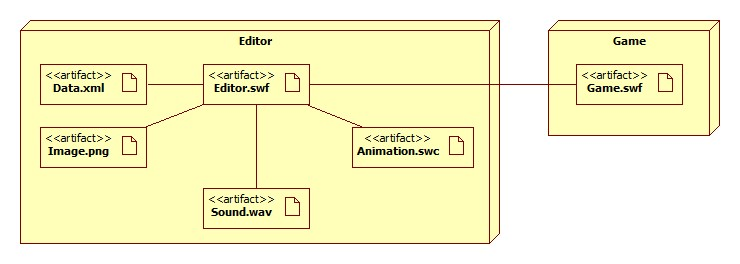 Editor
Game
<<artifact>>
Data.xml
<<artifact>>
Editor.swf
<<artifact>>
Game.swf
<<artifact>>
Image.png
<<artifact>>
Animation.swc
<<artifact>>
Sound.wav